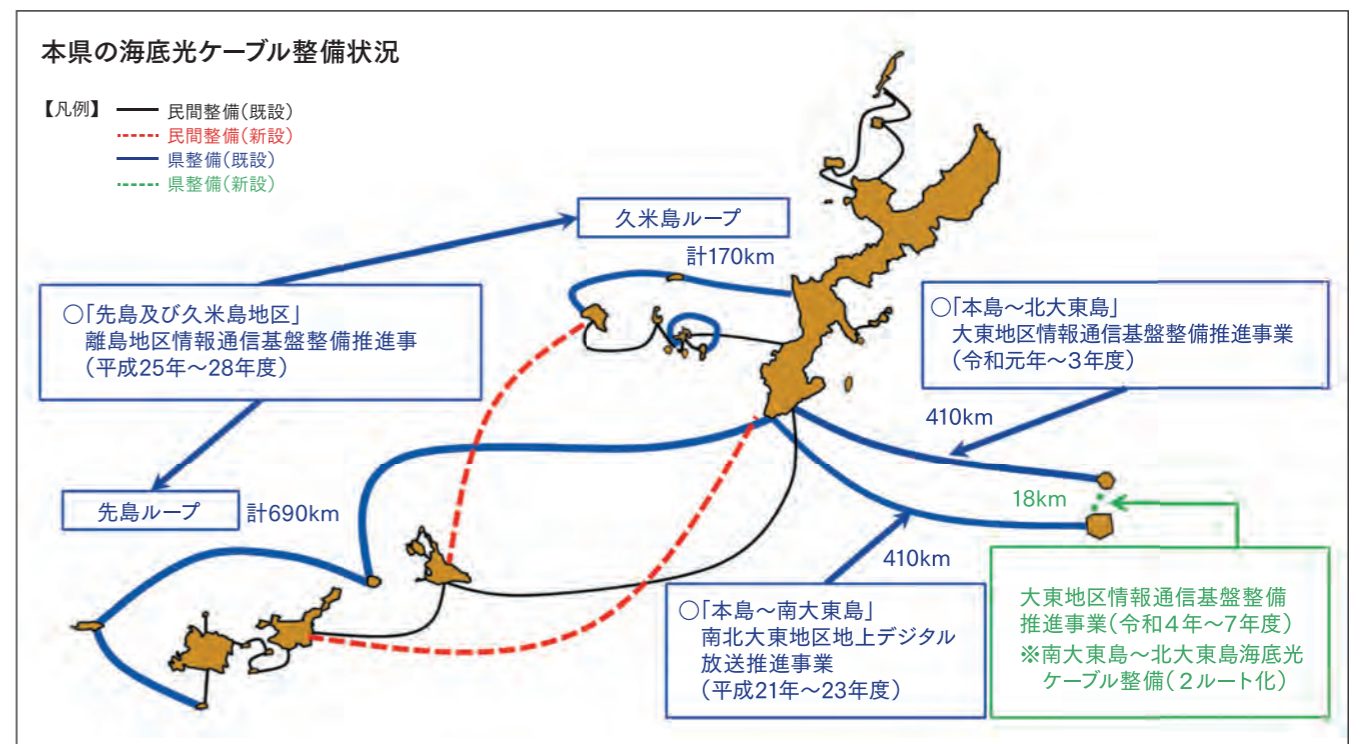 本県の海底光ケーブル整備状況
【凡例】
民間整備(既設)
民間整備(新設)
県整備(既設)
県整備(新設)
久米島ループ
計170km
○「先島及び久米島地区」
離島地区情報通信基盤整備推進事
(平成25年～28年度)
○「本島～北大東島」
大東地区情報通信基盤整備推進事業
(令和元年～3年度)
410km
18km
先島ループ
計690km
410km
○「本島～南大東島」
南北大東地区地上デジタル
放送推進事業
(平成21年～23年度)
大東地区情報通信基盤整備
推進事業(令和4年～7年度)
※南大東島～北大東島海底光
ケーブル整備(2ルート化)